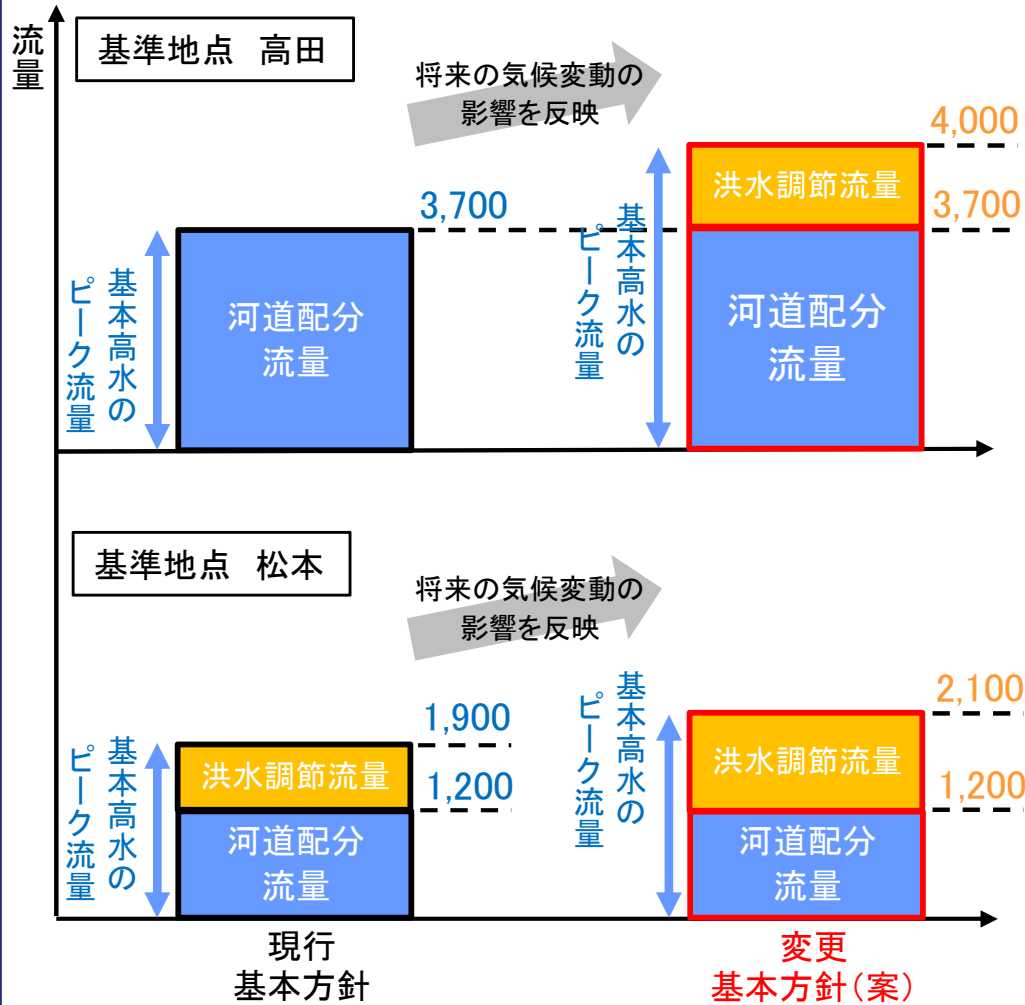 流量
基準地点 高田
将来の気候変動の
影響を反映
4,000
3,700
3,700
洪水調節流量
河道配分
流量
基本高水の
ピーク流量
河道配分
流量
基本高水の
ピーク流量
基準地点 松本
将来の気候変動の
影響を反映
1,900
1,200
洪水調節流量
河道配分
流量
基本高水の
ピーク流量
2,100
1,200
洪水調節流量
河道配分
流量
基本高水の
ピーク流量
現行
基本方針
変更
基本方針(案)